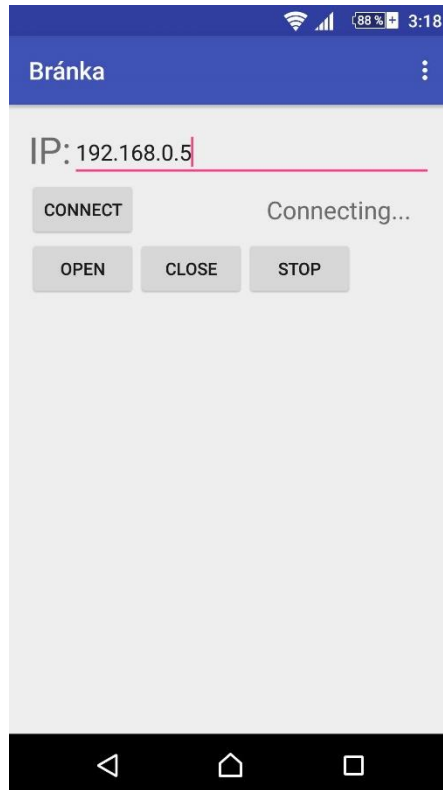 88% 3:18
Bránka
IP: 192.168.0.5
CONNECT Connecting...
OPEN CLOSE STOP